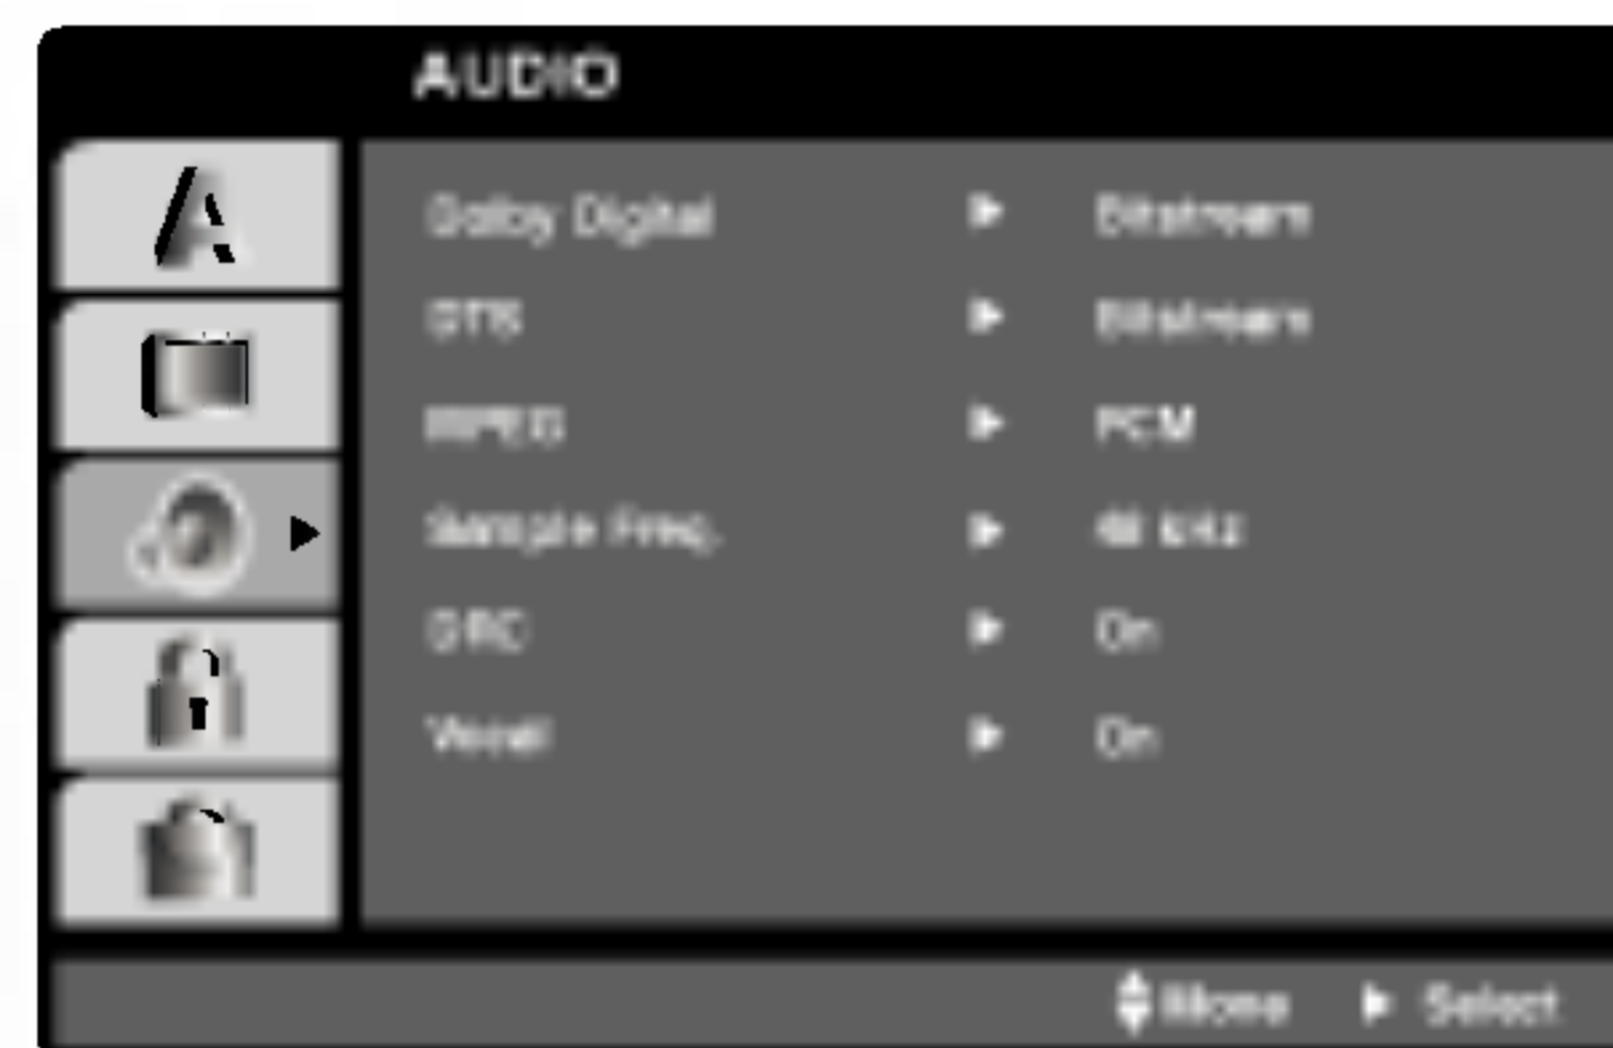 AUDIO
A
Dolby Digital Bitstream
DTS Bitstream
MPEG PCM
Sample Freq. 48 kHz
DRC On
Vocal On
Move Select